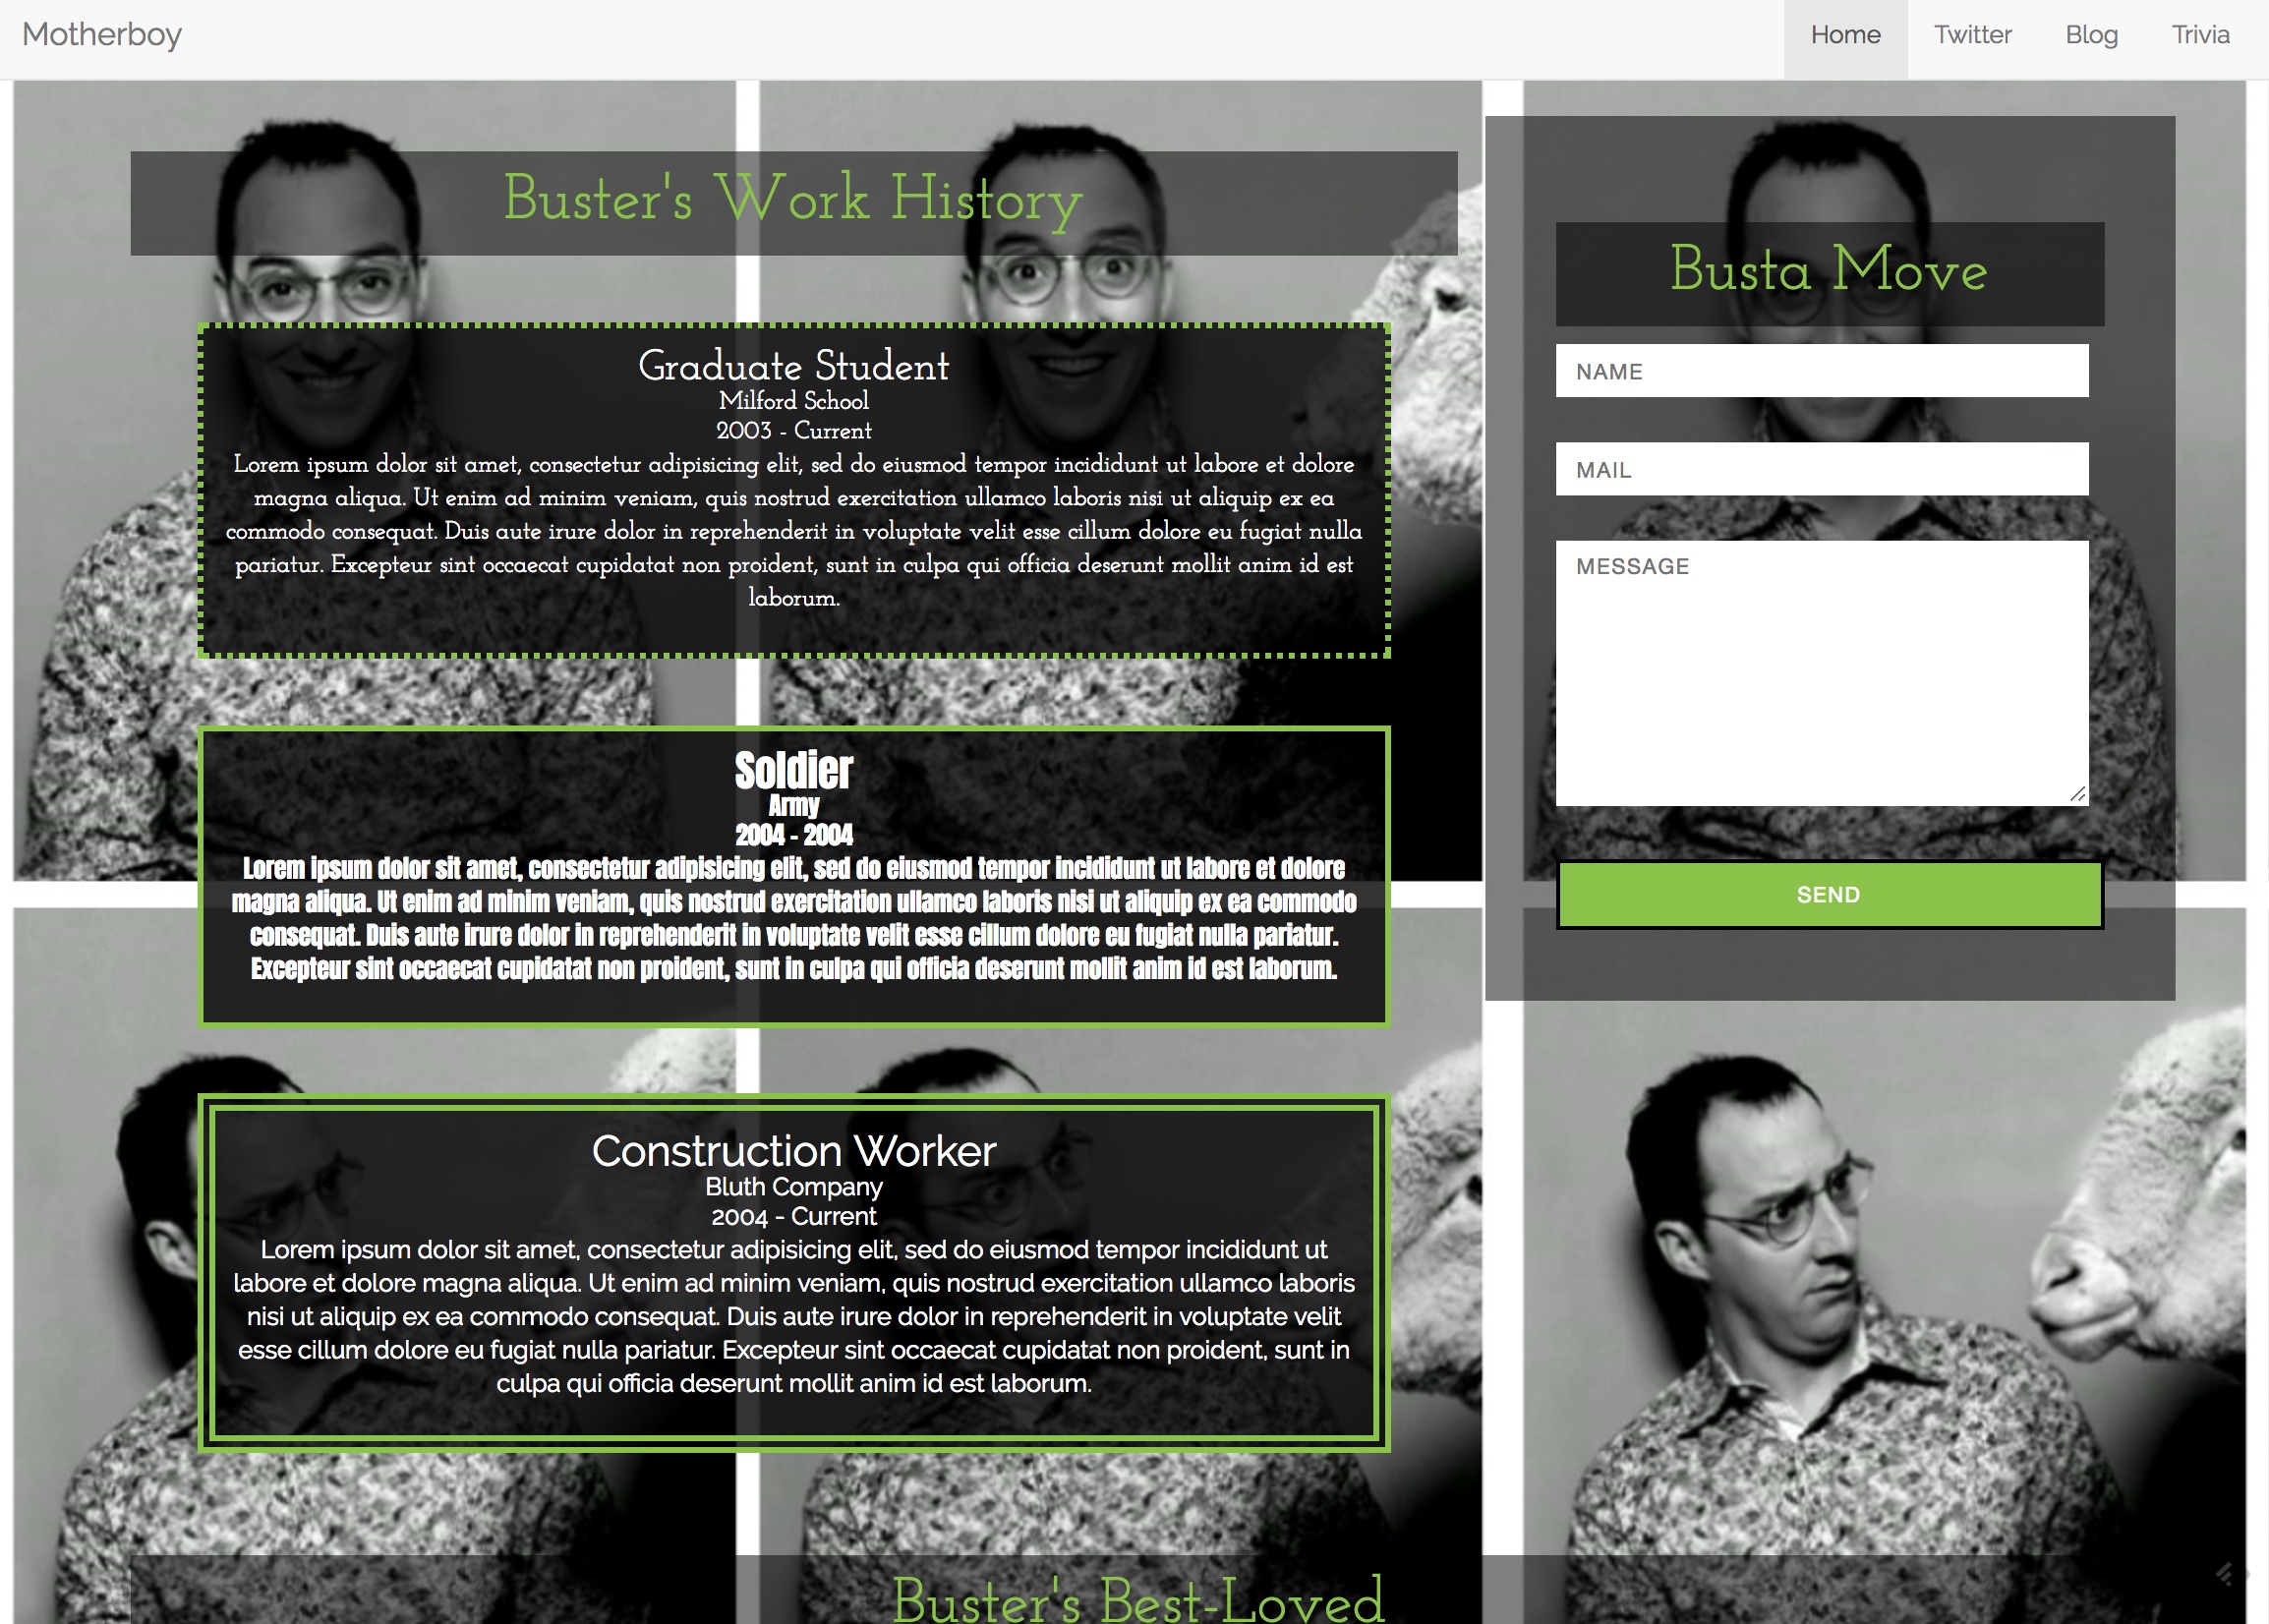 Motherboy
Home
Twitter
Blog
Trivia
Buster's Work History
Graduate Student
Milford School
2003 - Current
Lorem ipsum dolor sit amet, consectetur adipisicing elit, sed do eiusmod tempor incididunt ut labore et dolore
magna aliqua. Ut enim ad minim veniam, quis nostrud exercitation ullamco laboris nisi ut aliquip ex ea
commodo consequat. Duis aute irure dolor in reprehenderit in voluptate velit esse cillum dolore eu fugiat nulla
pariatur. Excepteur sint occaecat cupidatat non proident, sunt in culpa qui officia deserunt mollit anim id est
laborum.
Soldier
Army
2004 - 2004
Lorem ipsum dolor sit amet, consectetur adipisicing elit, sed do eiusmod tempor incididunt ut labore et dolore
magna aliqua. Ut enim ad minim veniam, quis nostrud exercitation ullamco laboris nisi ut aliquip ex ea commodo
consequat. Duis aute irure dolor in reprehenderit in voluptate velit esse cillum dolore eu fugiat nulla pariatur.
Excepteur sint occaecat cupidatat non proident, sunt in culpa qui officia deserunt mollit anim id est laborum.
Construction Worker
Bluth Company
2004 - Current
Lorem ipsum dolor sit amet, consectetur adipisicing elit, sed do eiusmod tempor incididunt ut
labore et dolore magna aliqua. Ut enim ad minim veniam, quis nostrud exercitation ullamco laboris
nisi ut aliquip ex ea commodo consequat. Duis aute irure dolor in reprehenderit in voluptate velit
esse cillum dolore eu fugiat nulla pariatur. Excepteur sint occaecat cupidatat non proident, sunt in
culpa qui officia deserunt mollit anim id est laborum.
Busta Move
NAME
MAIL
MESSAGE
SEND
Buster's Best-Loved